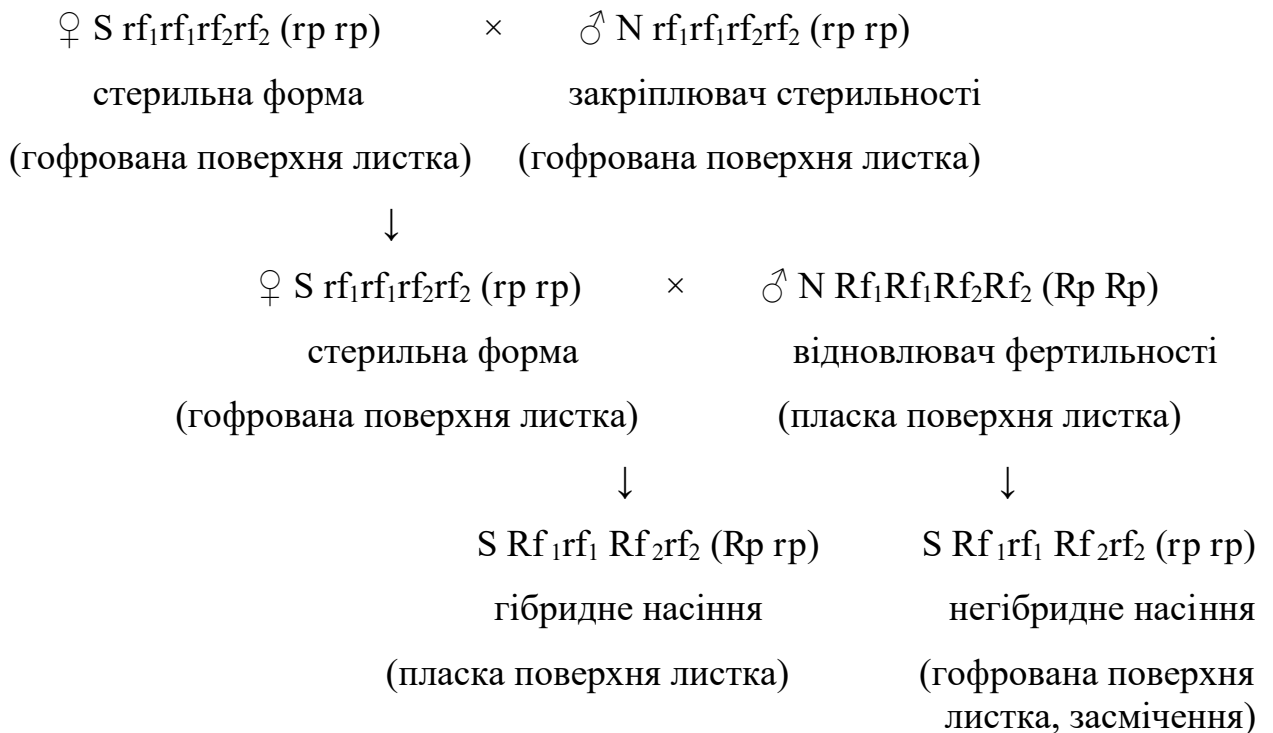 ♀ S rf₁rf₁rf₂rf₂ (rp rp) × ♂ N rf₁rf₁rf₂rf₂ (rp rp)
стерильна форма закріплювач стерильності
(гофрована поверхня листка) (гофрована поверхня листка)
↓
♀ S rf₁rf₁rf₂rf₂ (rp rp) × ♂ N Rf₁Rf₁Rf₂Rf₂ (Rp Rp)
стерильна форма відновлювач фертильності
(гофрована поверхня листка) (пласка поверхня листка)
↓ ↓
S Rf₁rf₁ Rf₂rf₂ (Rp rp) S Rf₁rf₁ Rf₂rf₂ (rp rp)
гібридне насіння негібридне насіння
(пласка поверхня листка) (гофрована поверхня
листка, засмічення)